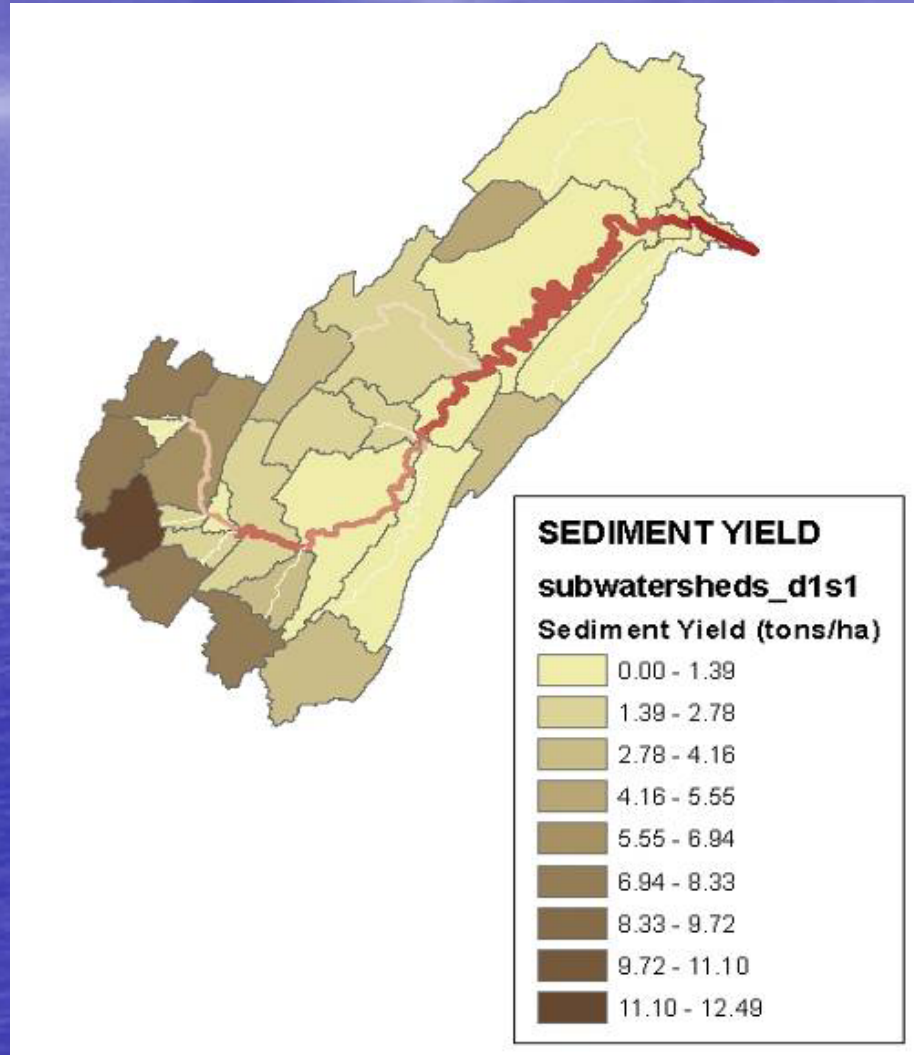 SEDIMENT YIELD
subwatersheds_d1s1
Sediment Yield (tons/ha)
0.00 - 1.39
1.39 - 2.78
2.78 - 4.16
4.16 - 5.55
5.55 - 6.94
6.94 - 8.33
8.33 - 9.72
9.72 - 11.10
11.10 - 12.49